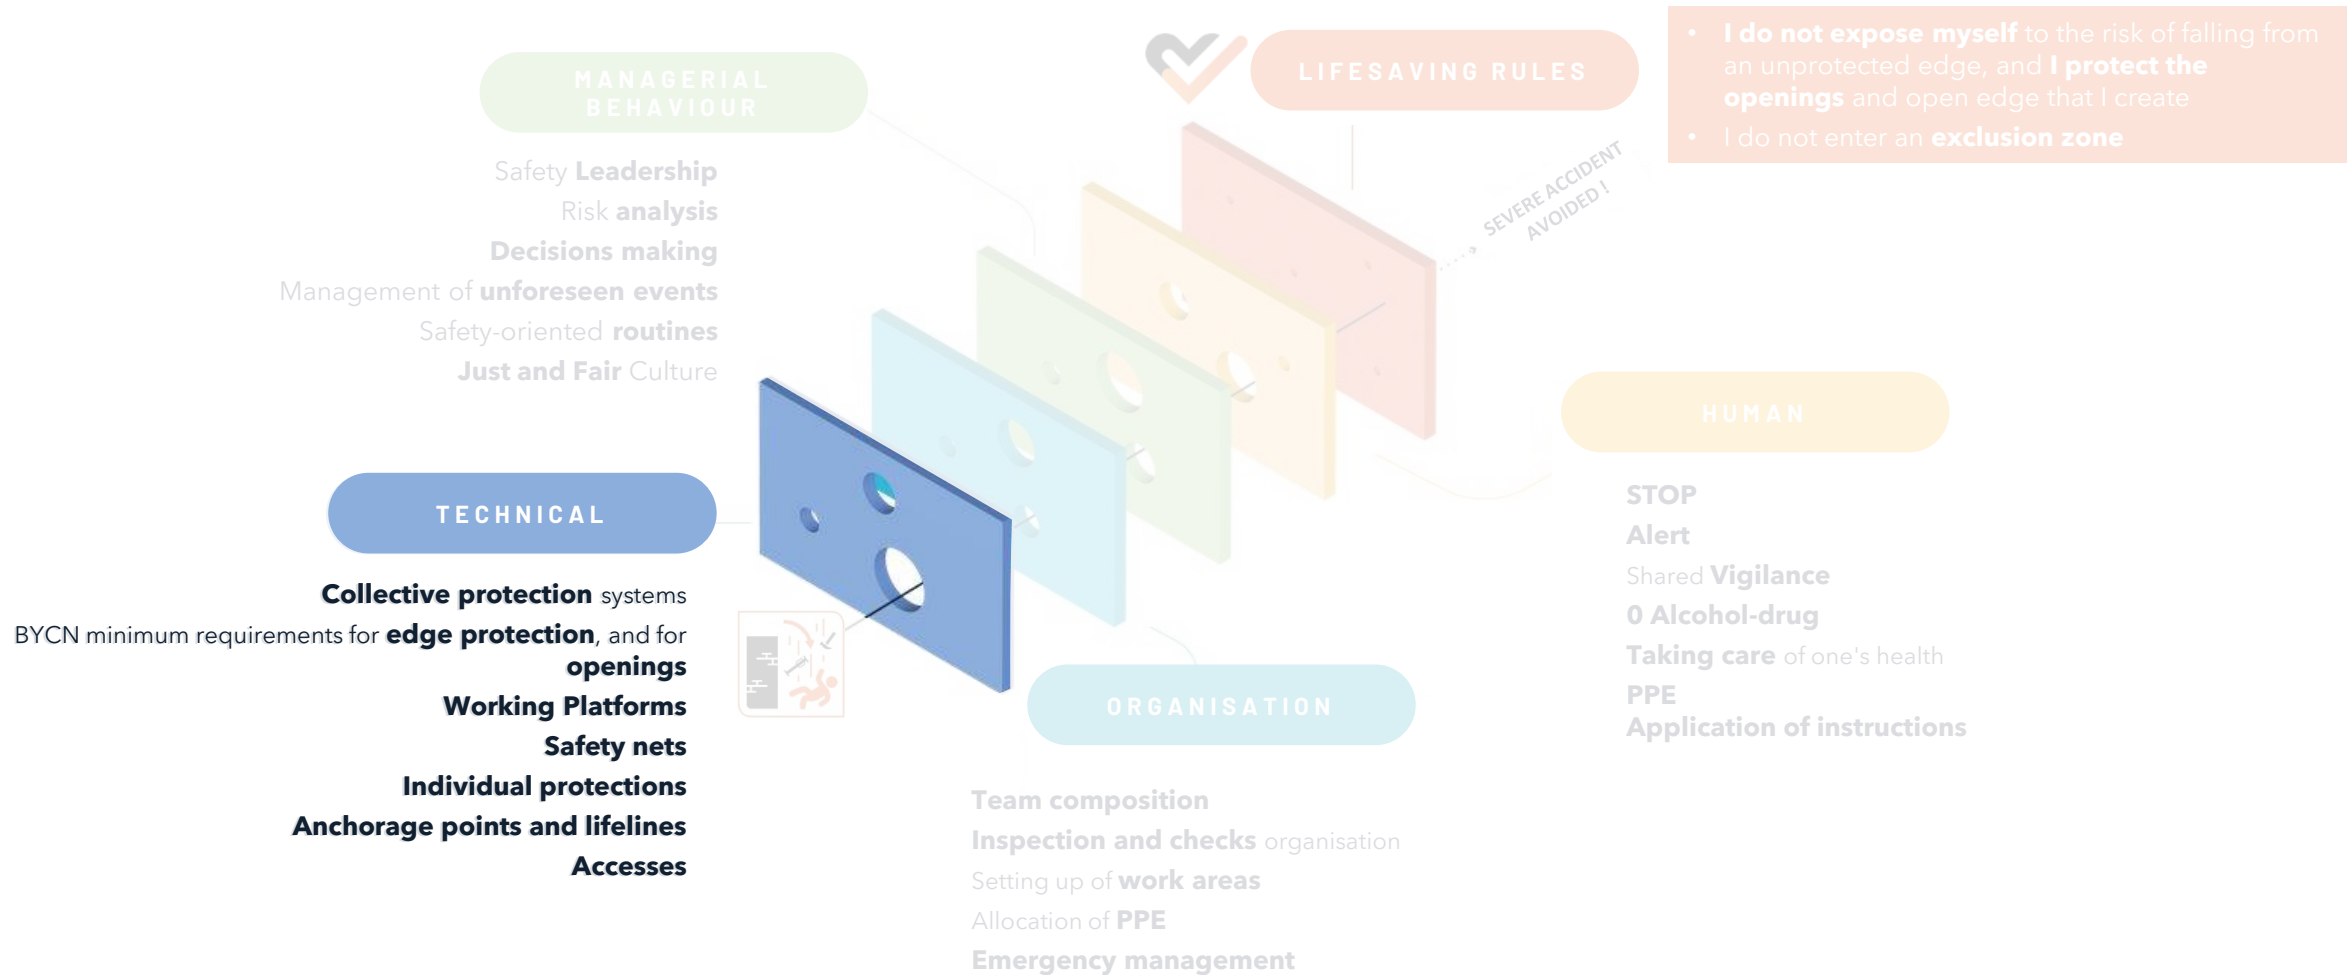 MANAGERIAL
BEHAVIOUR
Safety Leadership
Risk analysis
Decisions making
Management of unforeseen events
Safety-oriented routines
Just and Fair Culture
LIFESAVING RULES
• I do not expose myself to the risk of falling from
an unprotected edge, and I protect the
openings and open edge that I create
• I do not enter an exclusion zone
SEVERE ACCIDENT
AVOIDED !
TECHNICAL
Collective protection systems
BYCN minimum requirements for edge protection, and for
openings
Working Platforms
Safety nets
Individual protections
Anchorage points and lifelines
Accesses
HUMAN
STOP
Alert
Shared Vigilance
0 Alcohol-drug
Taking care of one's health
PPE
Application of instructions
ORGANISATION
Team composition
Inspection and checks organisation
Setting up of work areas
Allocation of PPE
Emergency management